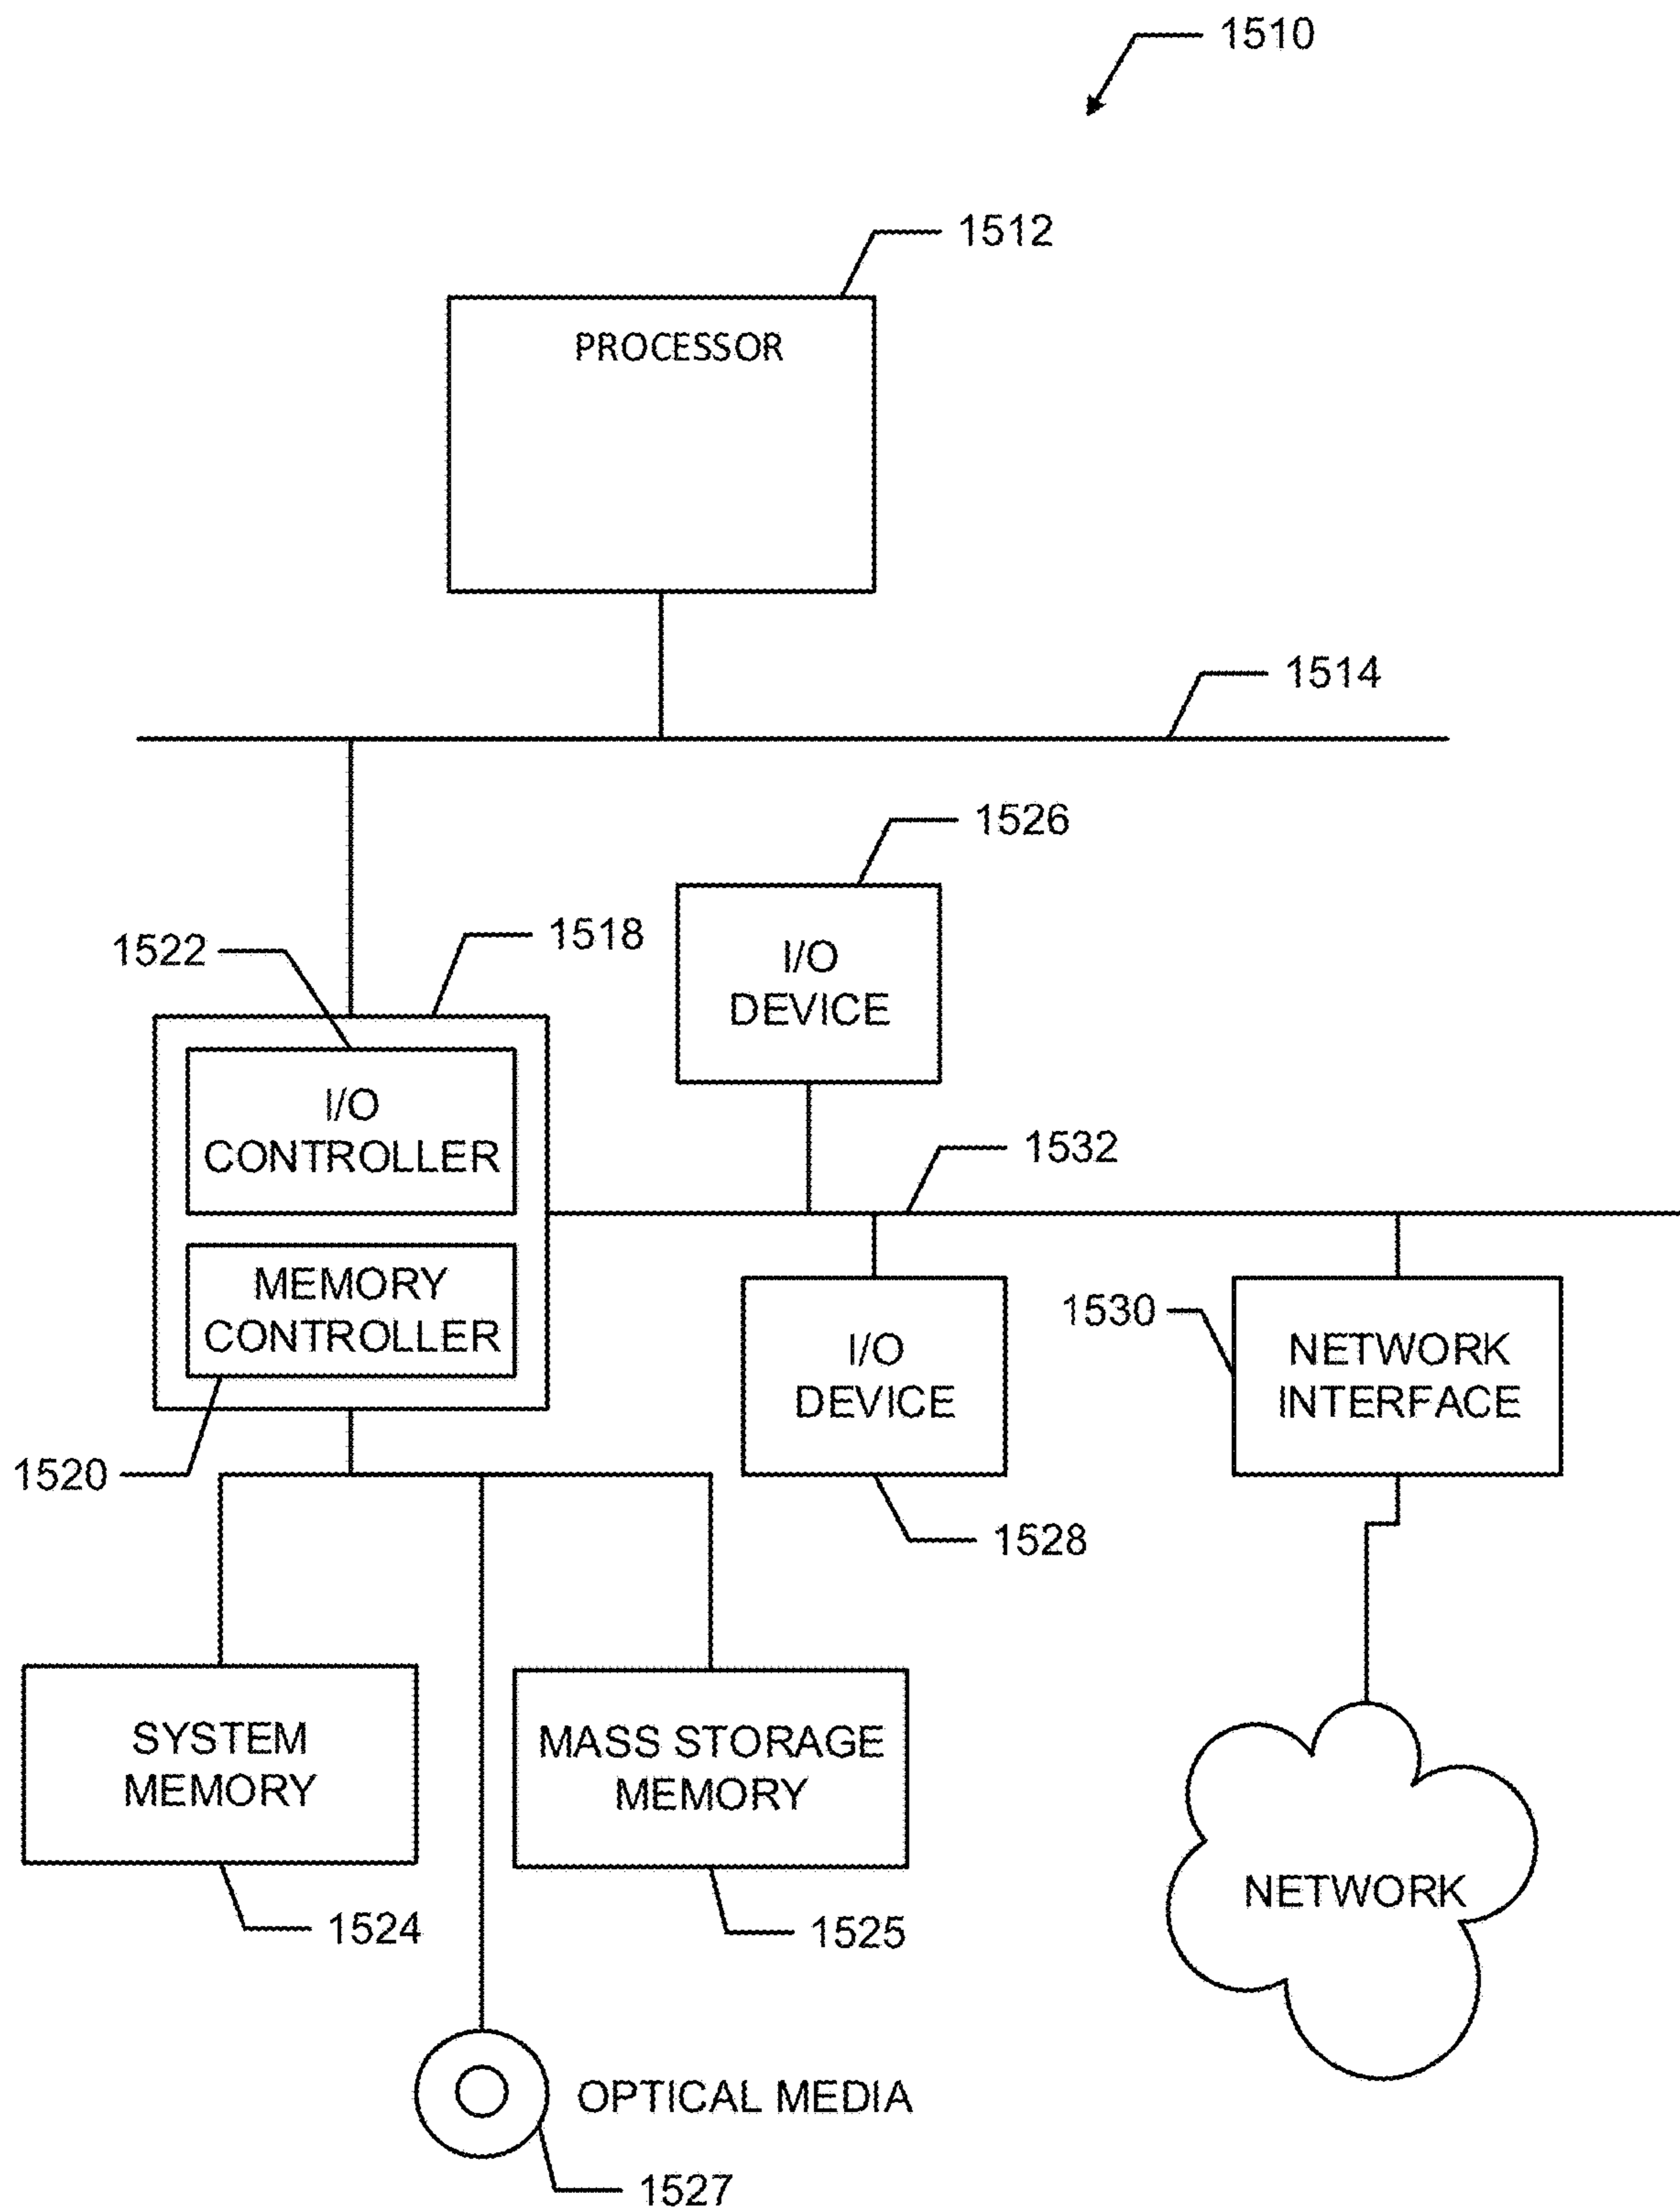 1510
1512
PROCESSOR
1514
1526
1518
1522
I/O
DEVICE
I/O
CONTROLLER
1532
MEMORY
CONTROLLER
1530
I/O
DEVICE
NETWORK
INTERFACE
1520
1528
SYSTEM
MEMORY
MASS STORAGE
MEMORY
NETWORK
1524
1525
OPTICAL MEDIA
1527